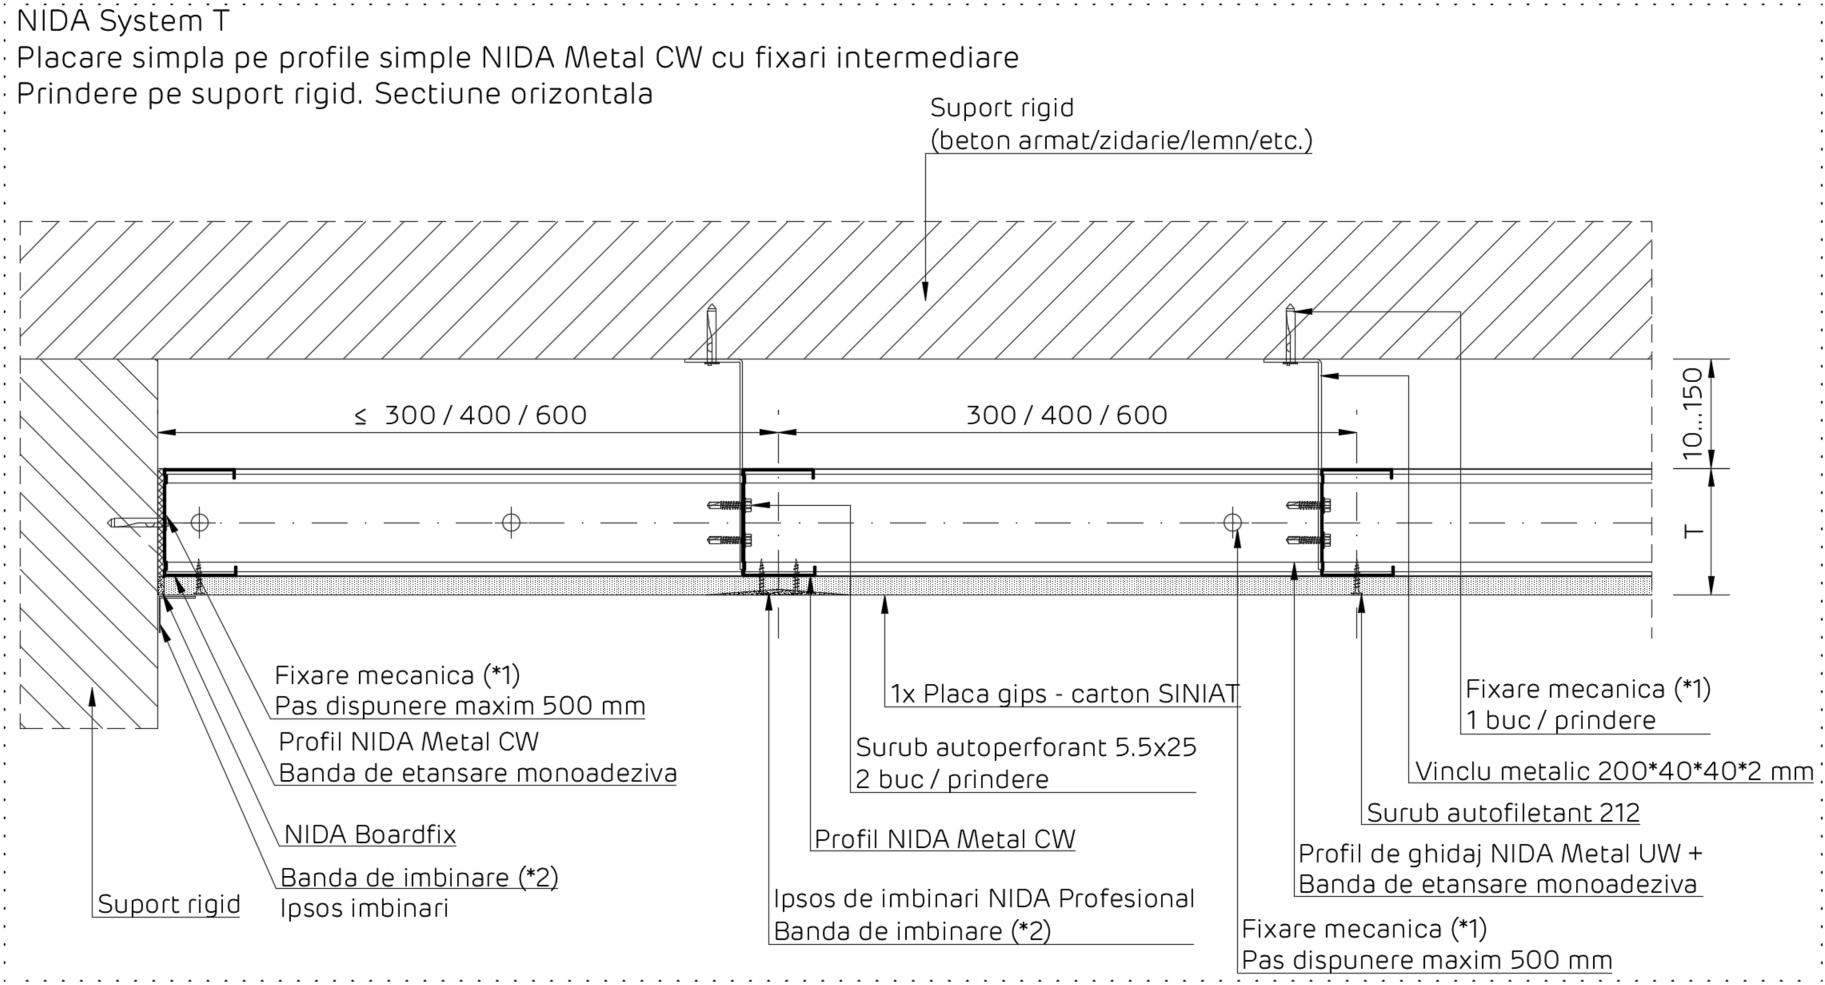 NIDA System T
Placare simpla pe profile simple NIDA Metal CW cu fixari intermediare
Prindere pe suport rigid. Sectiune orizontala
Suport rigid
(beton armat/zidarie/lemn/etc.)
≤ 300 / 400 / 600
300 / 400 / 600
10...150
T
Fixare mecanica (*1)
Pas dispunere maxim 500 mm
Profil NIDA Metal CW
Banda de etansare monoadeziva
NIDA Boardfix
Banda de imbinare (*2)
Ipsos imbinari
Suport rigid
1x Placa gips - carton SINIAT
Surub autoperforant 5.5x25
2 buc / prindere
Profil NIDA Metal CW
Ipsos de imbinari NIDA Profesional
Banda de imbinare (*2)
Fixare mecanica (*1)
1 buc / prindere
Vinclu metalic 200*40*40*2 mm
Surub autofiletant 212
Profil de ghidaj NIDA Metal UW +
Banda de etansare monoadeziva
Fixare mecanica (*1)
Pas dispunere maxim 500 mm